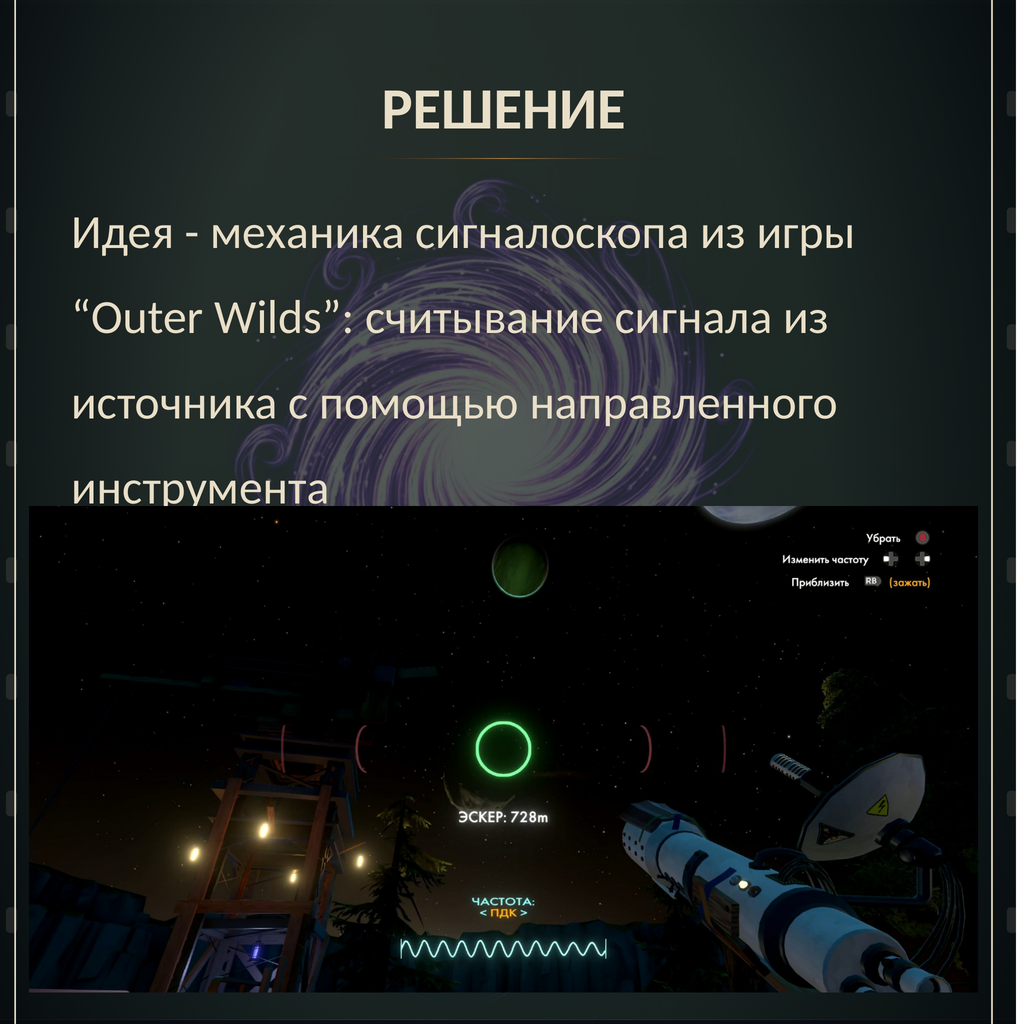 РЕШЕНИЕ
Идея - механика сигналоскопа из игры
“Outer Wilds”: считывание сигнала из
источника с помощью направленного
инструмента
Убрать
Изменить частоту
Приблизить RB (зажать)
ЭСКЕР: 728m
ЧАСТОТА:
< ПДК >